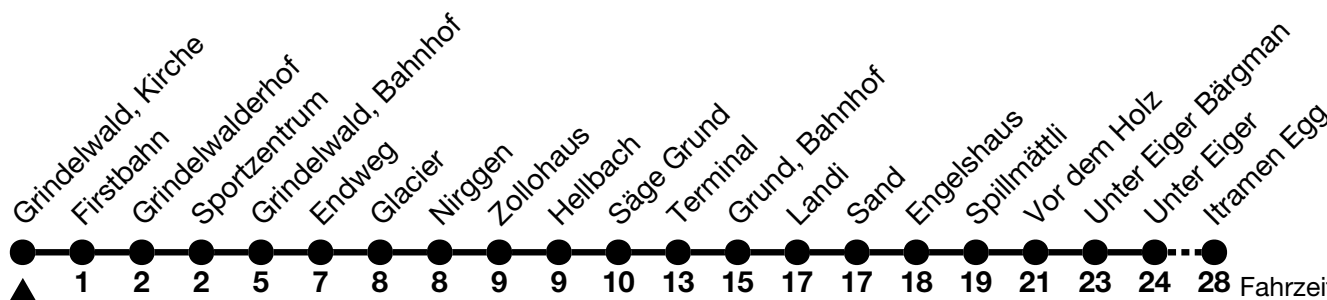 Grindelwald, Kirche
Firstbahn
Grindelwalderhof
Sportzentrum
Grindelwald, Bahnhof
Endweg
Glacier
Nirggen
Zollohaus
Hellbach
Säge Grund
Terminal
Grund, Bahnhof
Landi
Sand
Engelshaus
Spillmättli
Vor dem Holz
Unter Eiger Bärgman
Unter Eiger
Itramen Egg
1 2 2 5 7 8 8 9 9 10 13 15 17 17 18 19 21 23 24 28 Fahrzeit